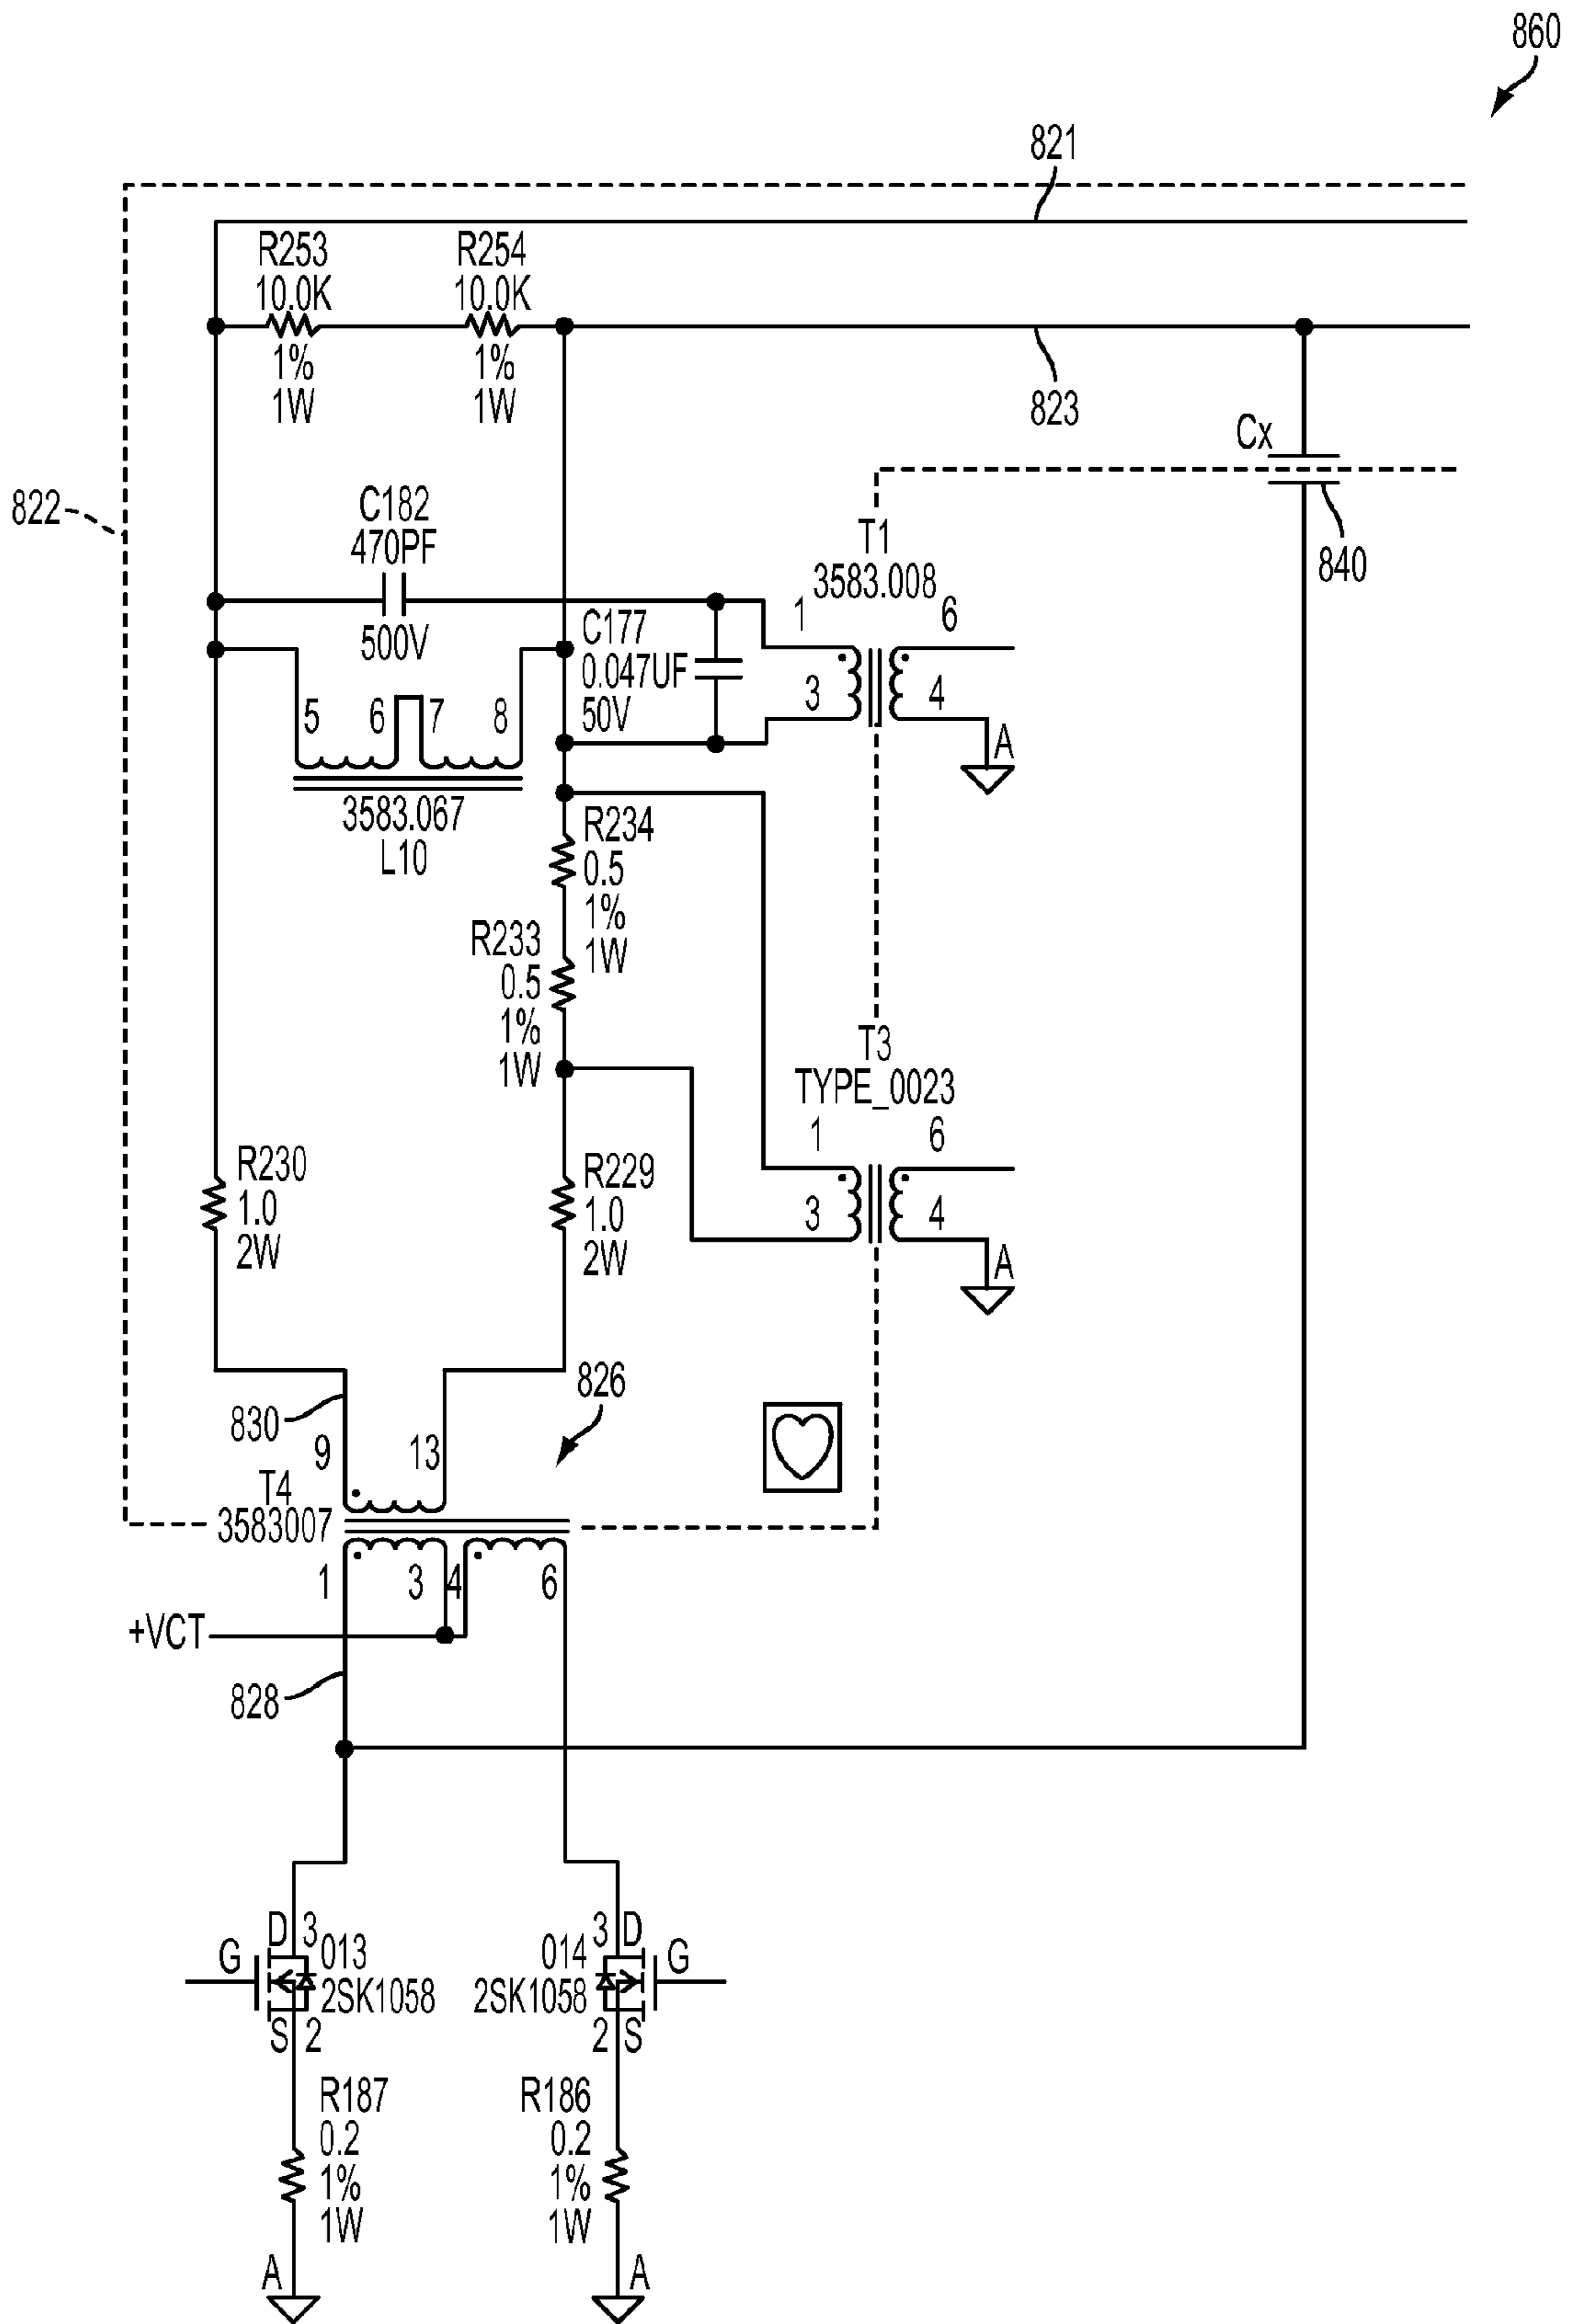 860
821
R253
10.0K
1%
1W
R254
10.0K
1%
1W
823
Cx
840
822
C182
470PF
500V
C177
0.047UF
50V
T1
3583.008
1
6
3
4
A
5
6
7
8
3583.067
L10
R234
0.5
1%
1W
R233
0.5
1%
1W
T3
TYPE_0023
1
6
3
4
A
R230
1.0
2W
R229
1.0
2W
826
830
9
13
T4
3583007
1
3
4
6
+VCT
828
D
3
G
013
2SK1058
S
2
3
D
014
G
2SK1058
2
S
R187
0.2
1%
1W
A
R186
0.2
1%
1W
A